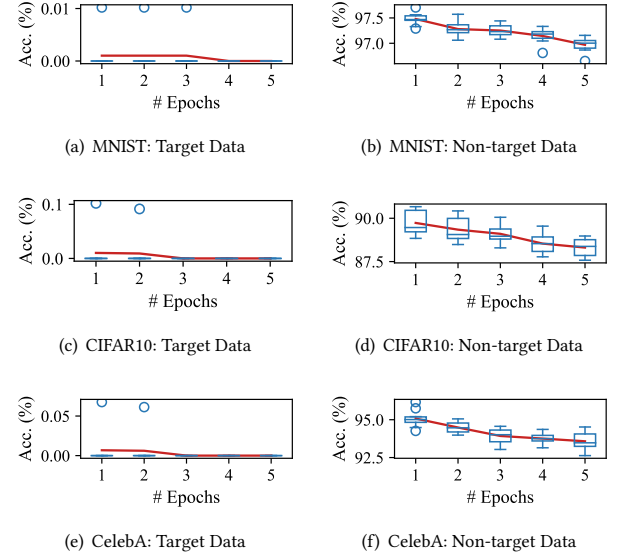 Acc. (%)
0.01
0.00
1 2 3 4 5
# Epochs
(a) MNIST: Target Data
Acc. (%)
97.5
97.0
1 2 3 4 5
# Epochs
(b) MNIST: Non-target Data
Acc. (%)
0.1
0.0
1 2 3 4 5
# Epochs
(c) CIFAR10: Target Data
Acc. (%)
90.0
87.5
1 2 3 4 5
# Epochs
(d) CIFAR10: Non-target Data
Acc. (%)
0.05
0.00
1 2 3 4 5
# Epochs
(e) CelebA: Target Data
Acc. (%)
95.0
92.5
1 2 3 4 5
# Epochs
(f) CelebA: Non-target Data